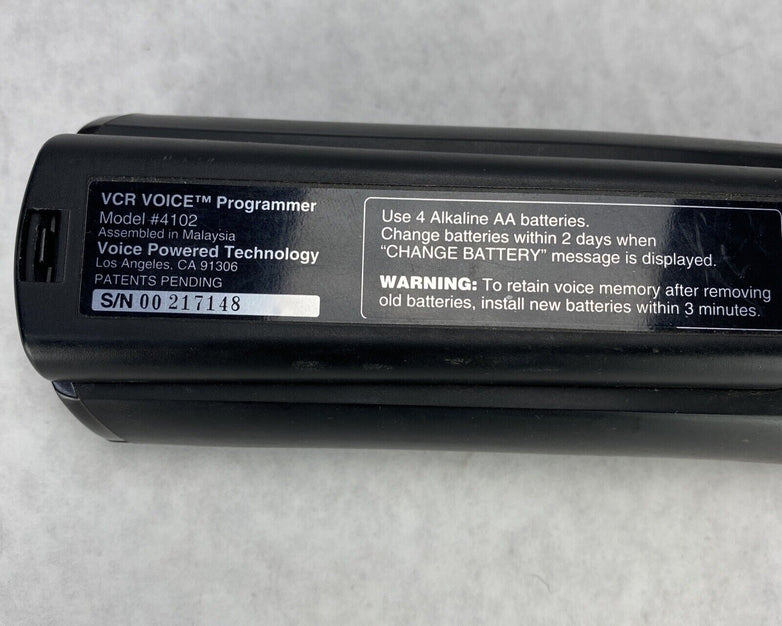 VCR VOICE™ Programmer
Model #4102
Assembled in Malaysia
Voice Powered Technology
Los Angeles, CA 91306
PATENTS PENDING
S/N 00 217148
Use 4 Alkaline AA batteries.
Change batteries within 2 days when
“CHANGE BATTERY” message is displayed.
WARNING: To retain voice memory after removing
old batteries, install new batteries within 3 minutes.